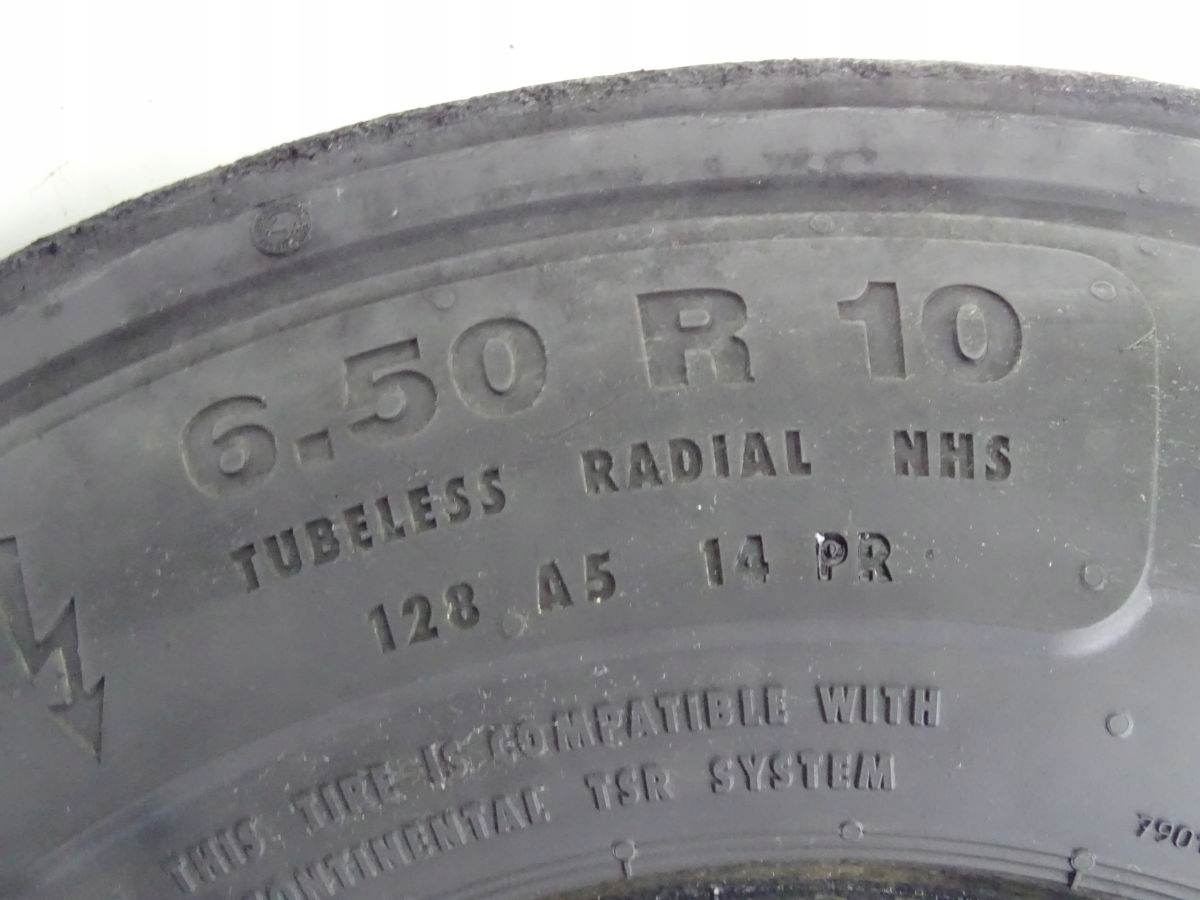 6.50 R 10
TUBELESS RADIAL NHS
128 A5 14 PR
THIS TIRE IS COMPATIBLE WITH
CONTINENTAL TSR SYSTEM